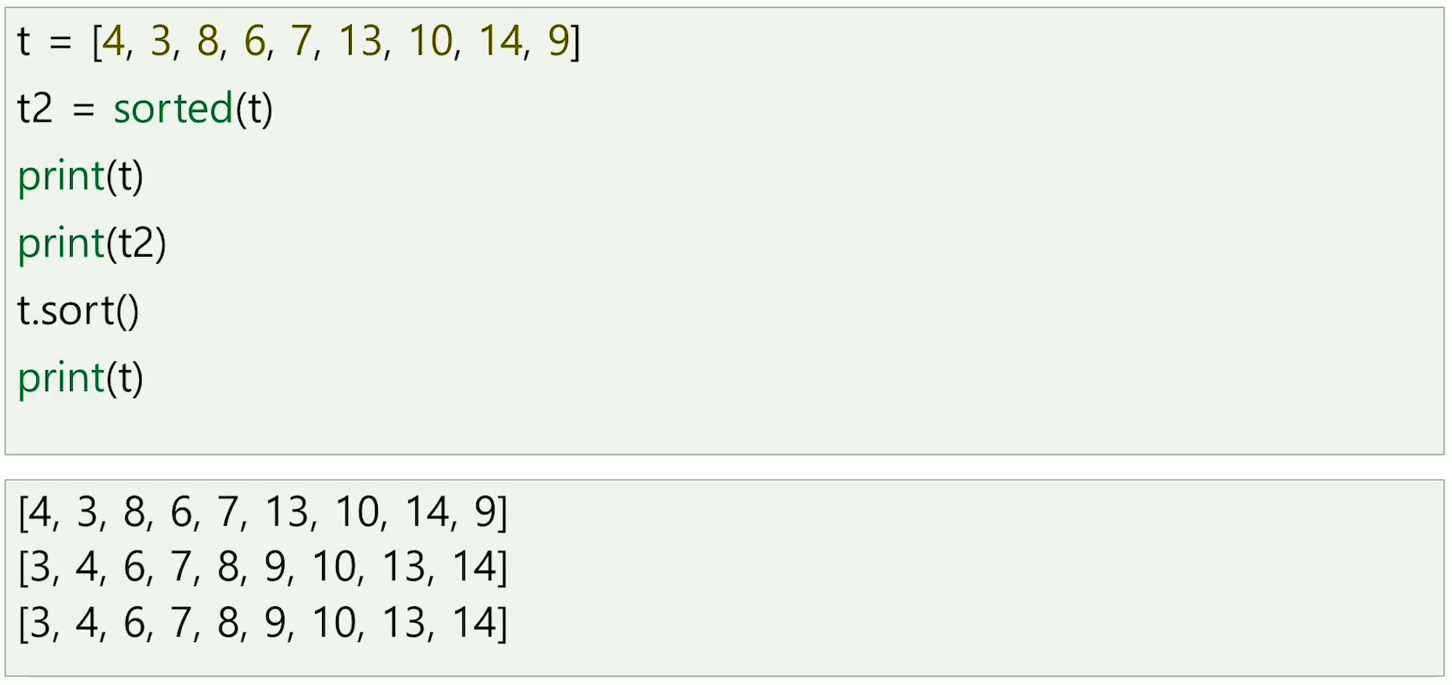 t = [4, 3, 8, 6, 7, 13, 10, 14, 9]
t2 = sorted(t)
print(t)
print(t2)
t.sort()
print(t)
[4, 3, 8, 6, 7, 13, 10, 14, 9]
[3, 4, 6, 7, 8, 9, 10, 13, 14]
[3, 4, 6, 7, 8, 9, 10, 13, 14]